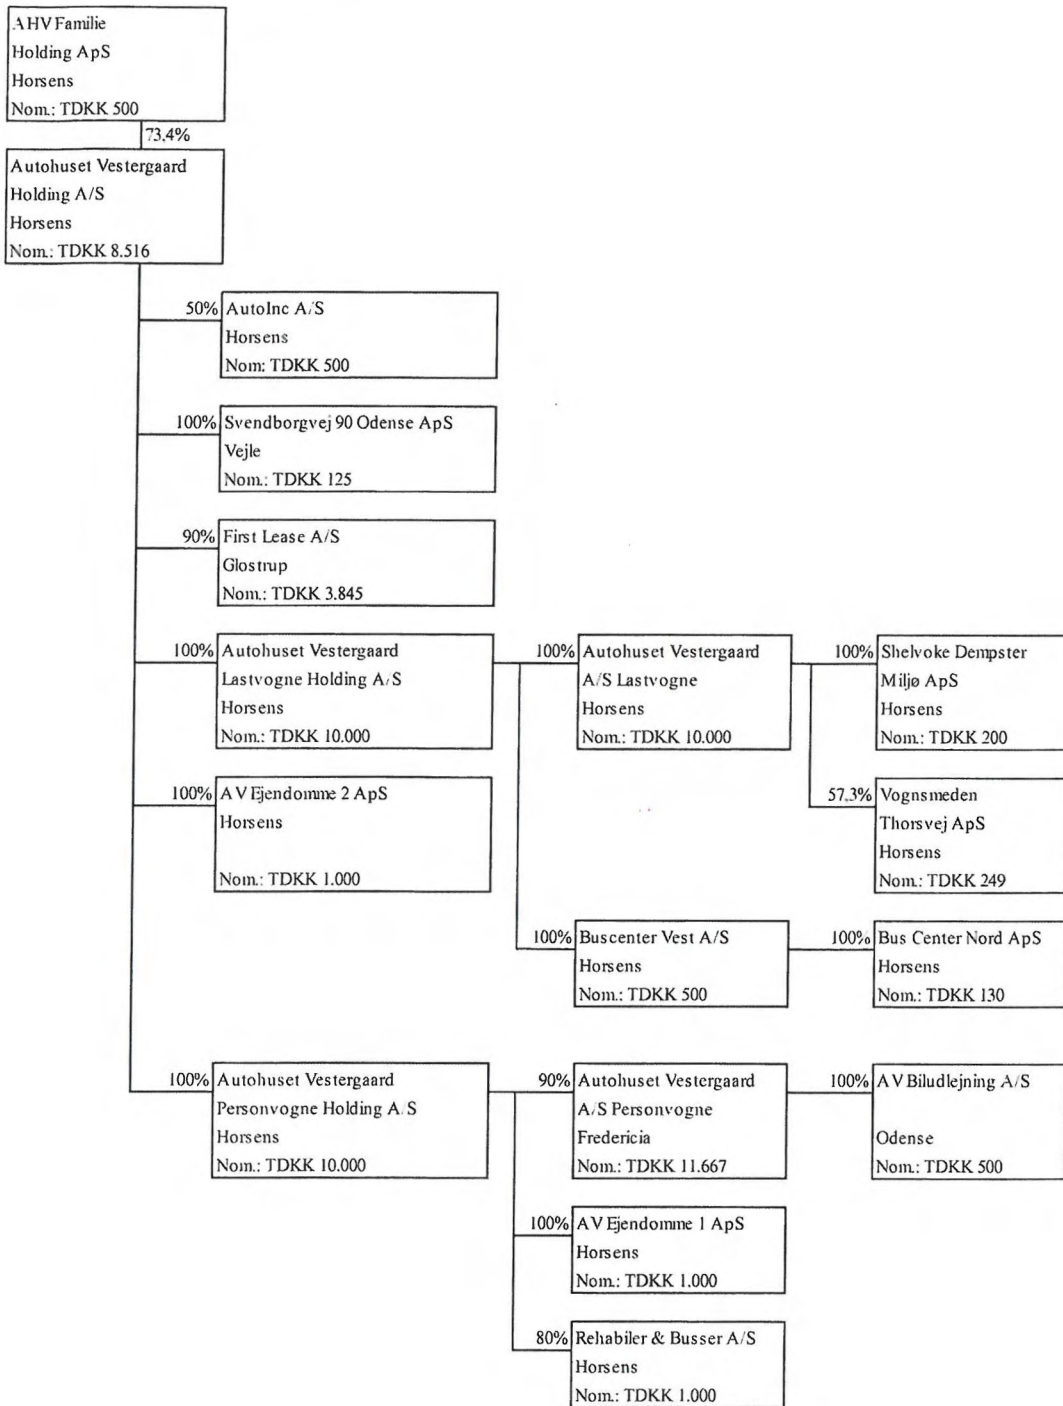 AHV Familie
Holding ApS
Horsens
Nom.: TDKK 500
73,4%
Autohuset Vestergaard
Holding A/S
Horsens
Nom.: TDKK 8.516
50%
AutoInc A/S
Horsens
Nom: TDKK 500
100%
Svendborgvej 90 Odense ApS
Vejle
Nom.: TDKK 125
90%
First Lease A/S
Glostrup
Nom.: TDKK 3.845
100%
Autohuset Vestergaard
Lastvogne Holding A/S
Horsens
Nom.: TDKK 10.000
100%
Autohuset Vestergaard
A/S Lastvogne
Horsens
Nom.: TDKK 10.000
100%
Shelvoke Dempster
Miljø ApS
Horsens
Nom.: TDKK 200
57,3%
Vognsmeden
Thorsvej ApS
Horsens
Nom.: TDKK 249
100%
AV Ejendomme 2 ApS
Horsens
Nom.: TDKK 1.000
100%
Buscenter Vest A/S
Horsens
Nom.: TDKK 500
100%
Bus Center Nord ApS
Horsens
Nom.: TDKK 130
100%
Autohuset Vestergaard
Personvogne Holding A/S
Horsens
Nom.: TDKK 10.000
90%
Autohuset Vestergaard
A/S Personvogne
Fredericia
Nom.: TDKK 11.667
100%
AV Biludlejning A/S
Odense
Nom.: TDKK 500
100%
AV Ejendomme 1 ApS
Horsens
Nom.: TDKK 1.000
80%
Rehabiler & Busser A/S
Horsens
Nom.: TDKK 1.000